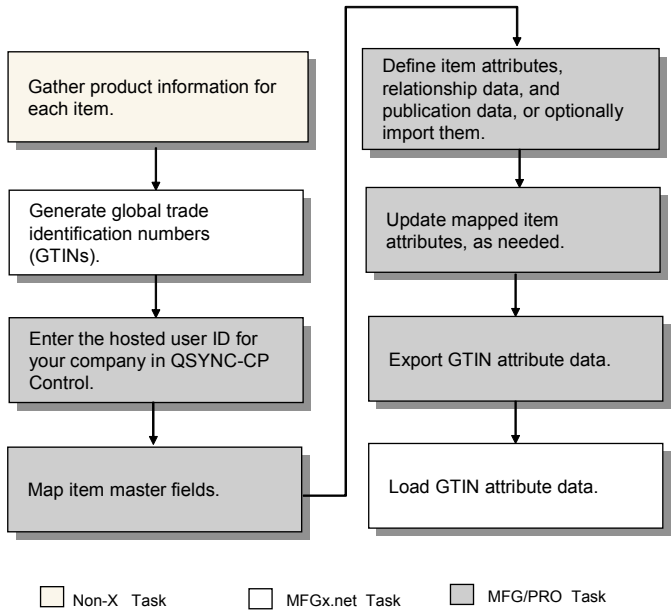 Gather product information for
each item.
Generate global trade
identification numbers
(GTINs).
Enter the hosted user ID for
your company in QSYNC-CP
Control.
Map item master fields.
Define item attributes,
relationship data, and
publication data, or optionally
import them.
Update mapped item
attributes, as needed.
Export GTIN attribute data.
Load GTIN attribute data.
Non-X Task
MFGx.net Task
MFG/PRO Task